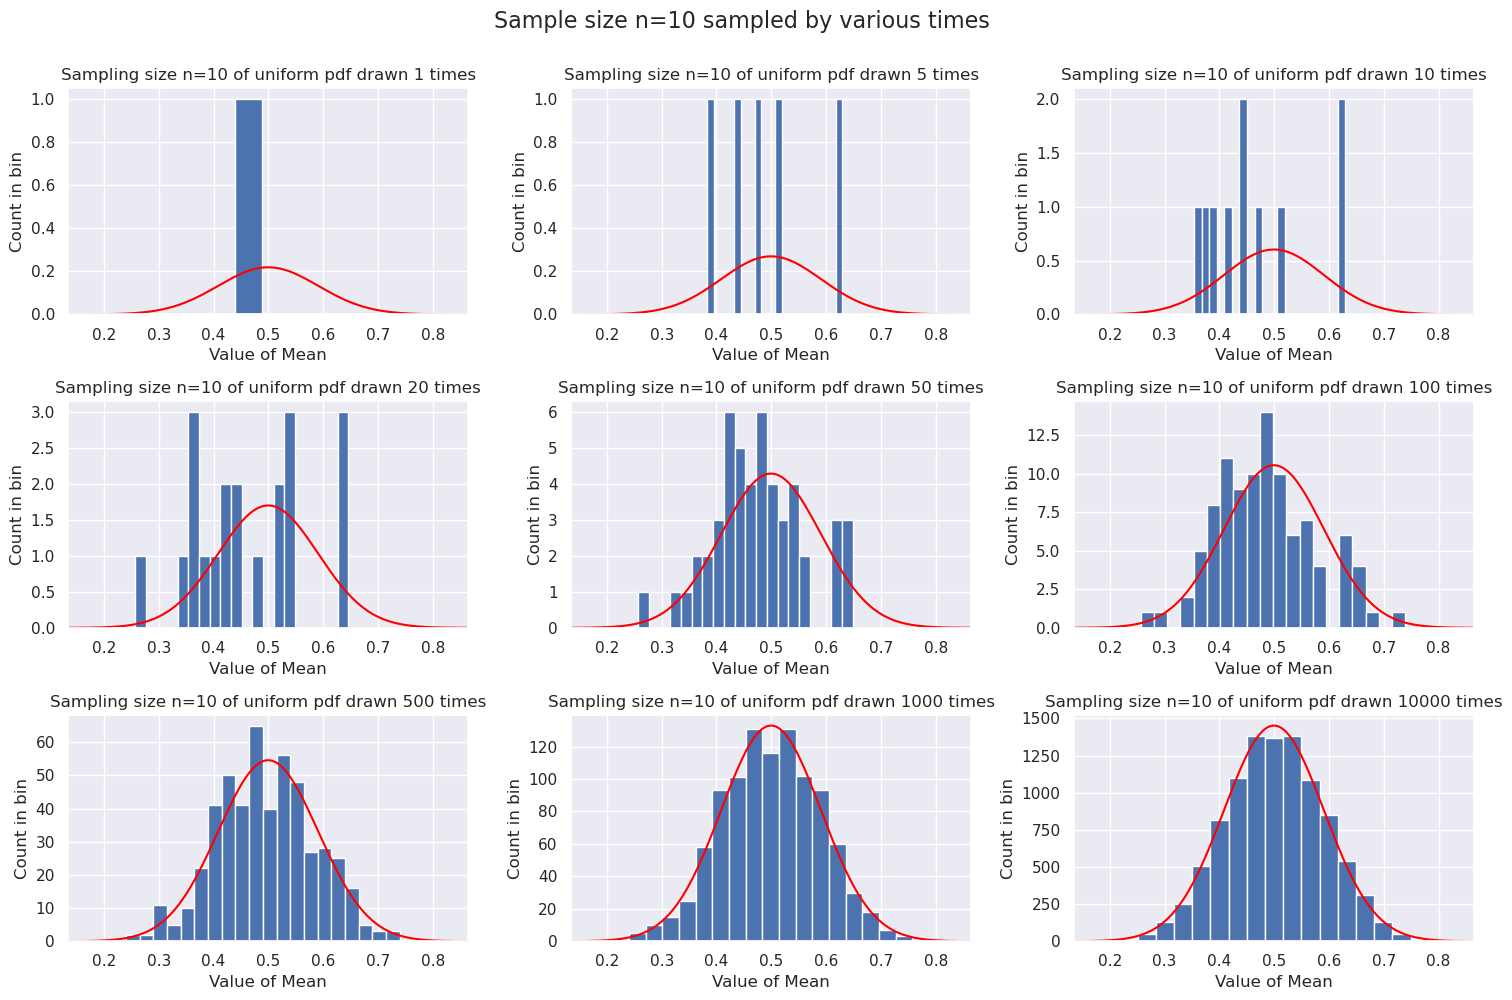 Sample size n=10 sampled by various times
Sampling size n=10 of uniform pdf drawn 1 times
1.0
0.8
0.6
0.4
0.2
0.0
Count in bin
0.2 0.3 0.4 0.5 0.6 0.7 0.8
Value of Mean
Sampling size n=10 of uniform pdf drawn 5 times
1.0
0.8
0.6
0.4
0.2
0.0
Count in bin
0.2 0.3 0.4 0.5 0.6 0.7 0.8
Value of Mean
Sampling size n=10 of uniform pdf drawn 10 times
2.0
1.5
1.0
0.5
0.0
Count in bin
0.2 0.3 0.4 0.5 0.6 0.7 0.8
Value of Mean
Sampling size n=10 of uniform pdf drawn 20 times
3.0
2.5
2.0
1.5
1.0
0.5
0.0
Count in bin
0.2 0.3 0.4 0.5 0.6 0.7 0.8
Value of Mean
Sampling size n=10 of uniform pdf drawn 50 times
6
5
4
3
2
1
0
Count in bin
0.2 0.3 0.4 0.5 0.6 0.7 0.8
Value of Mean
Sampling size n=10 of uniform pdf drawn 100 times
12.5
10.0
7.5
5.0
2.5
0.0
Count in bin
0.2 0.3 0.4 0.5 0.6 0.7 0.8
Value of Mean
Sampling size n=10 of uniform pdf drawn 500 times
60
50
40
30
20
10
0
Count in bin
0.2 0.3 0.4 0.5 0.6 0.7 0.8
Value of Mean
Sampling size n=10 of uniform pdf drawn 1000 times
120
100
80
60
40
20
0
Count in bin
0.2 0.3 0.4 0.5 0.6 0.7 0.8
Value of Mean
Sampling size n=10 of uniform pdf drawn 10000 times
1500
1250
1000
750
500
250
0
Count in bin
0.2 0.3 0.4 0.5 0.6 0.7 0.8
Value of Mean